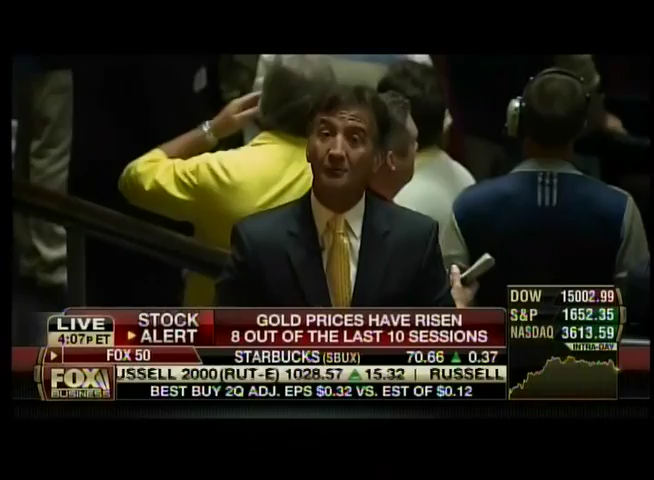 DOW 15002.99
S&P 1652.35
NASDAQ 3613.59
INTRA-DAY
LIVE
4:07P ET
STOCK
ALERT
GOLD PRICES HAVE RISEN
8 OUT OF THE LAST 10 SESSIONS
FOX 50
STARBUCKS (SBUX) 70.66 ▲ 0.37
USSELL 2000 (RUT-E) 1028.57 ▲ 15.32 | RUSSELL
FOX
BUSINESS
BEST BUY 2Q ADJ. EPS $0.32 VS. EST OF $0.12